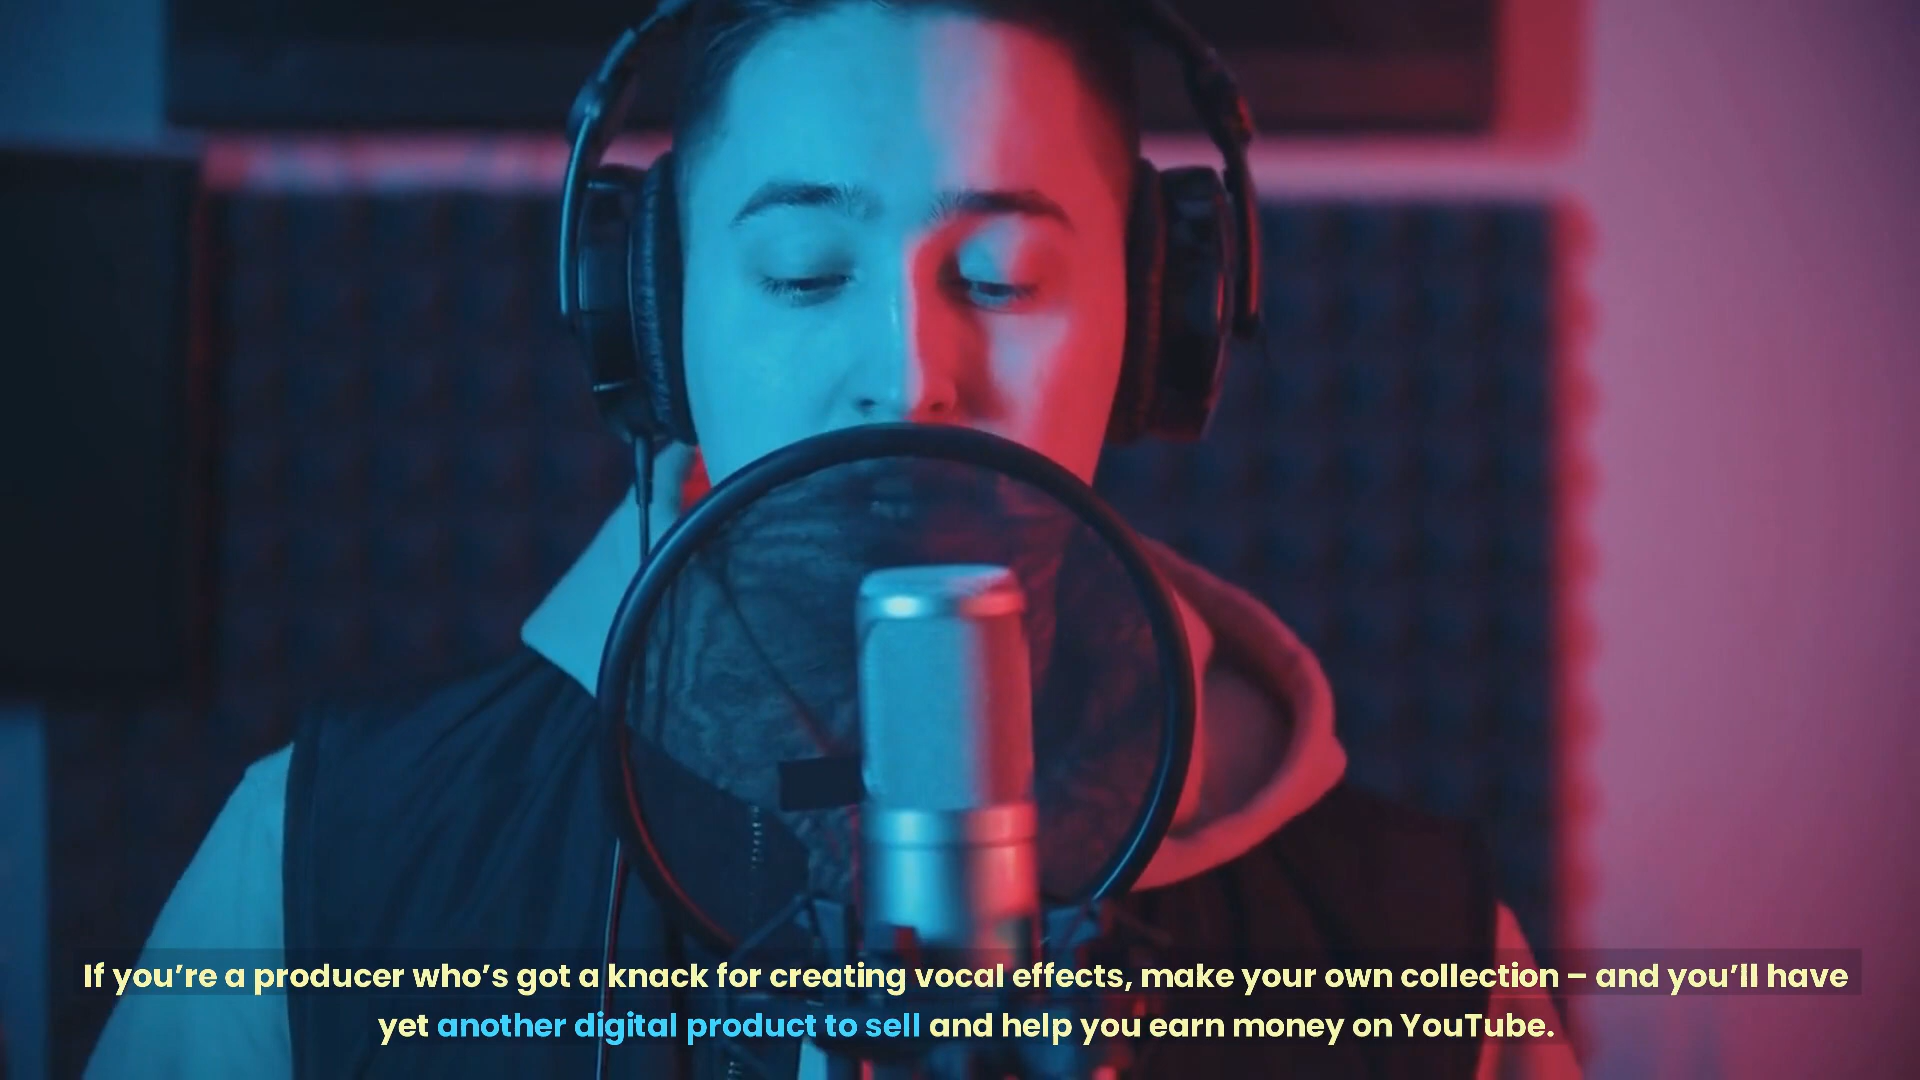 If you’re a producer who’s got a knack for creating vocal effects, make your own collection – and you’ll have
yet another digital product to sell and help you earn money on YouTube.